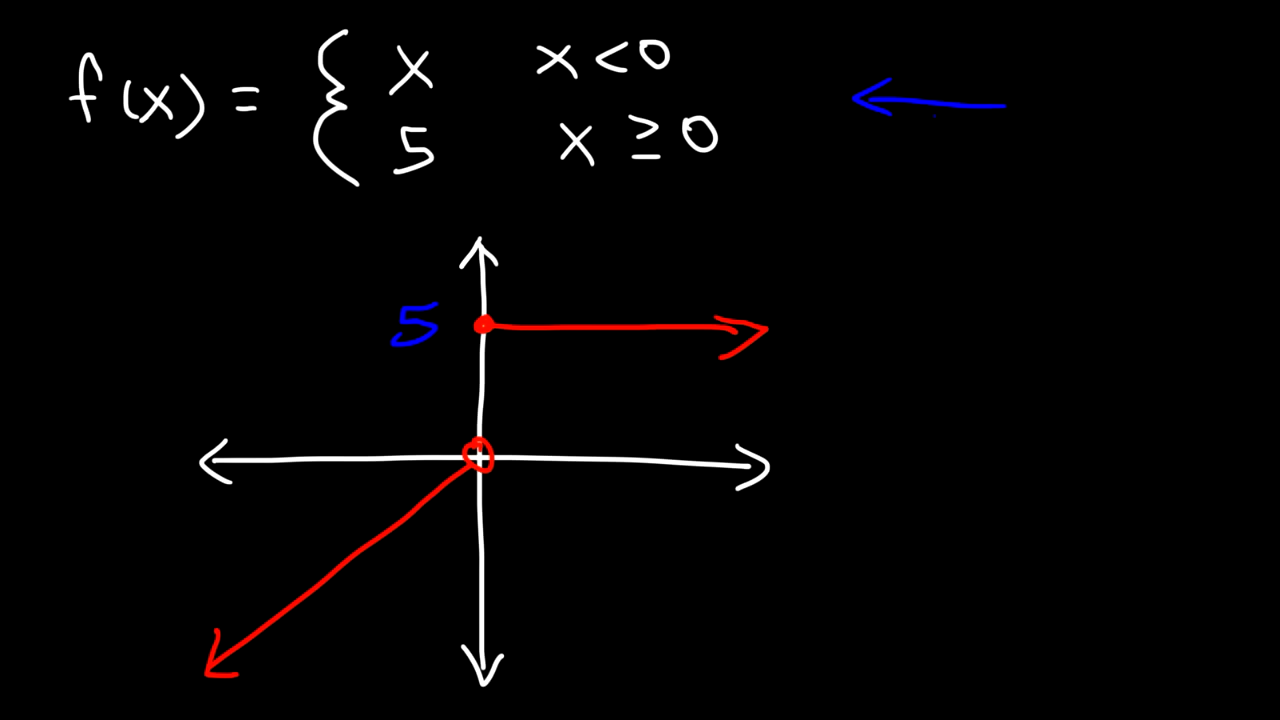 f(x) = { x x < 0
5 x ≥ 0
5